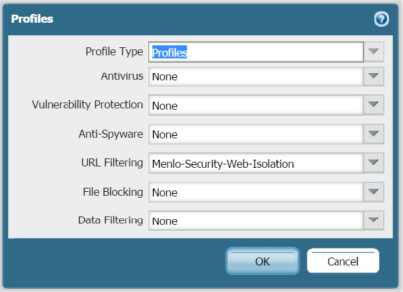 Profiles
Profile Type Profiles
Antivirus None
Vulnerability Protection None
Anti-Spyware None
URL Filtering Menlo-Security-Web-Isolation
File Blocking None
Data Filtering None
OK Cancel